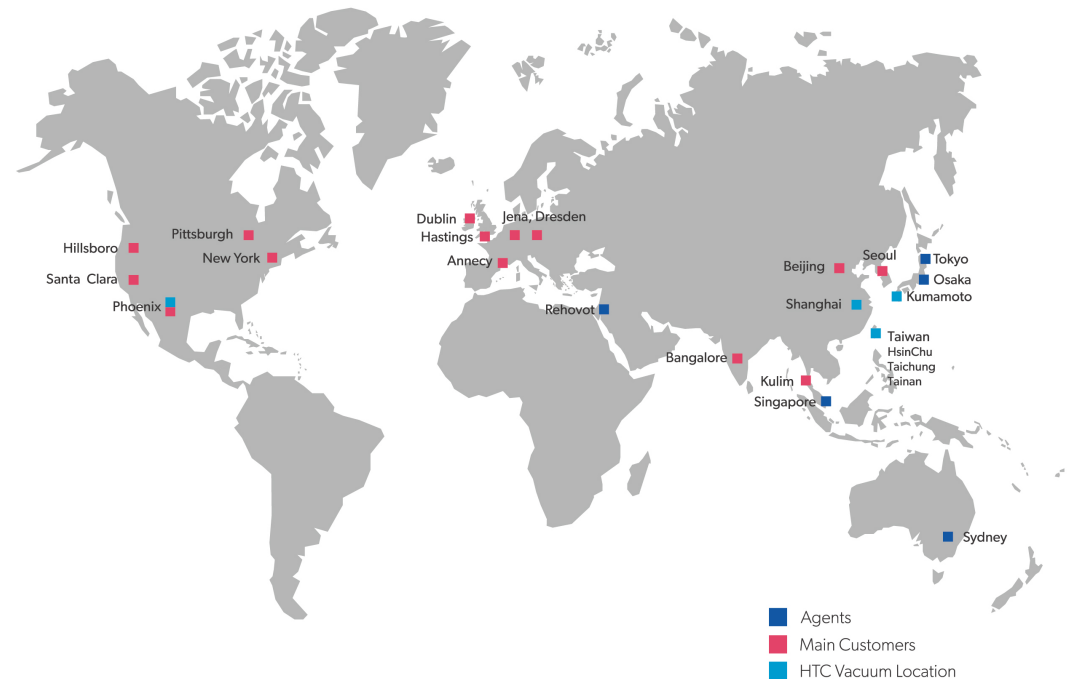 Dublin
Jena, Dresden
Hastings
Pittsburgh
Hillsboro
New York
Annecy
Santa Clara
Phoenix
Rehovot
Seoul
Tokyo
Beijing
Osaka
Shanghai
Kumamoto
Taiwan
HsinChu
Taichung
Tainan
Bangalore
Kulim
Singapore
Sydney
Agents
Main Customers
HTC Vacuum Location